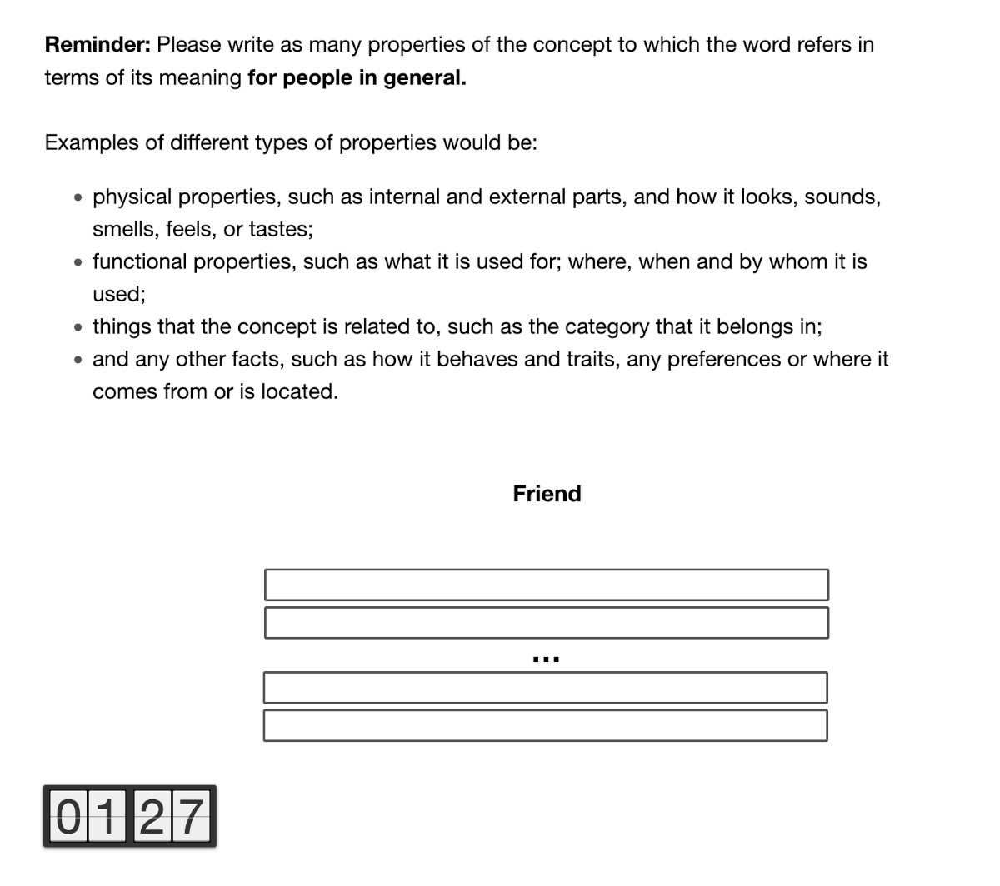 Reminder: Please write as many properties of the concept to which the word refers in
terms of its meaning for people in general.
Examples of different types of properties would be:
• physical properties, such as internal and external parts, and how it looks, sounds,
smells, feels, or tastes;
• functional properties, such as what it is used for; where, when and by whom it is
used;
• things that the concept is related to, such as the category that it belongs in;
• and any other facts, such as how it behaves and traits, any preferences or where it
comes from or is located.
Friend
...
01 27